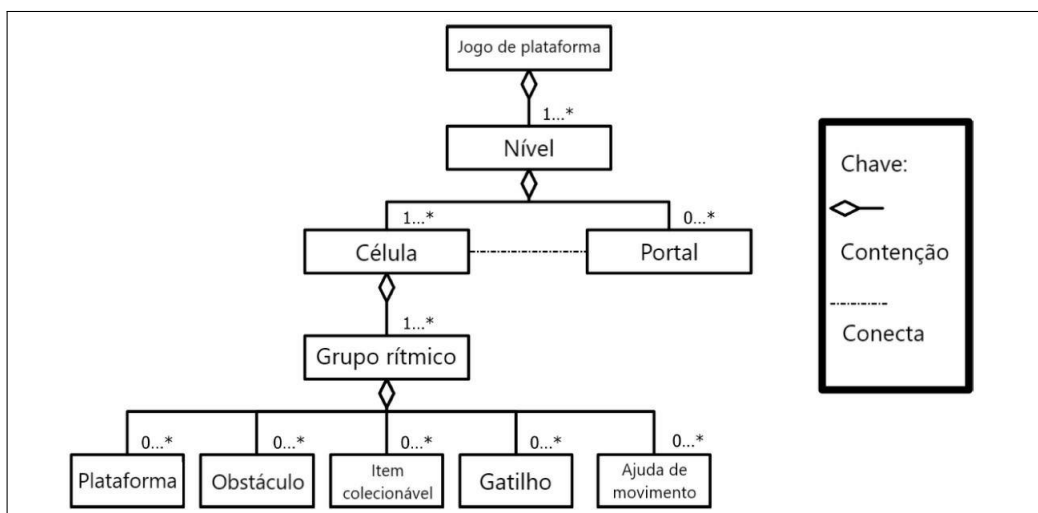 Jogo de plataforma
1...*
Nível
1...*
0...*
Célula
Portal
1...*
Grupo rítmico
0...*
0...*
0...*
0...*
0...*
Plataforma
Obstáculo
Item
colecionável
Gatilho
Ajuda de
movimento
Chave:
Contenção
Conecta